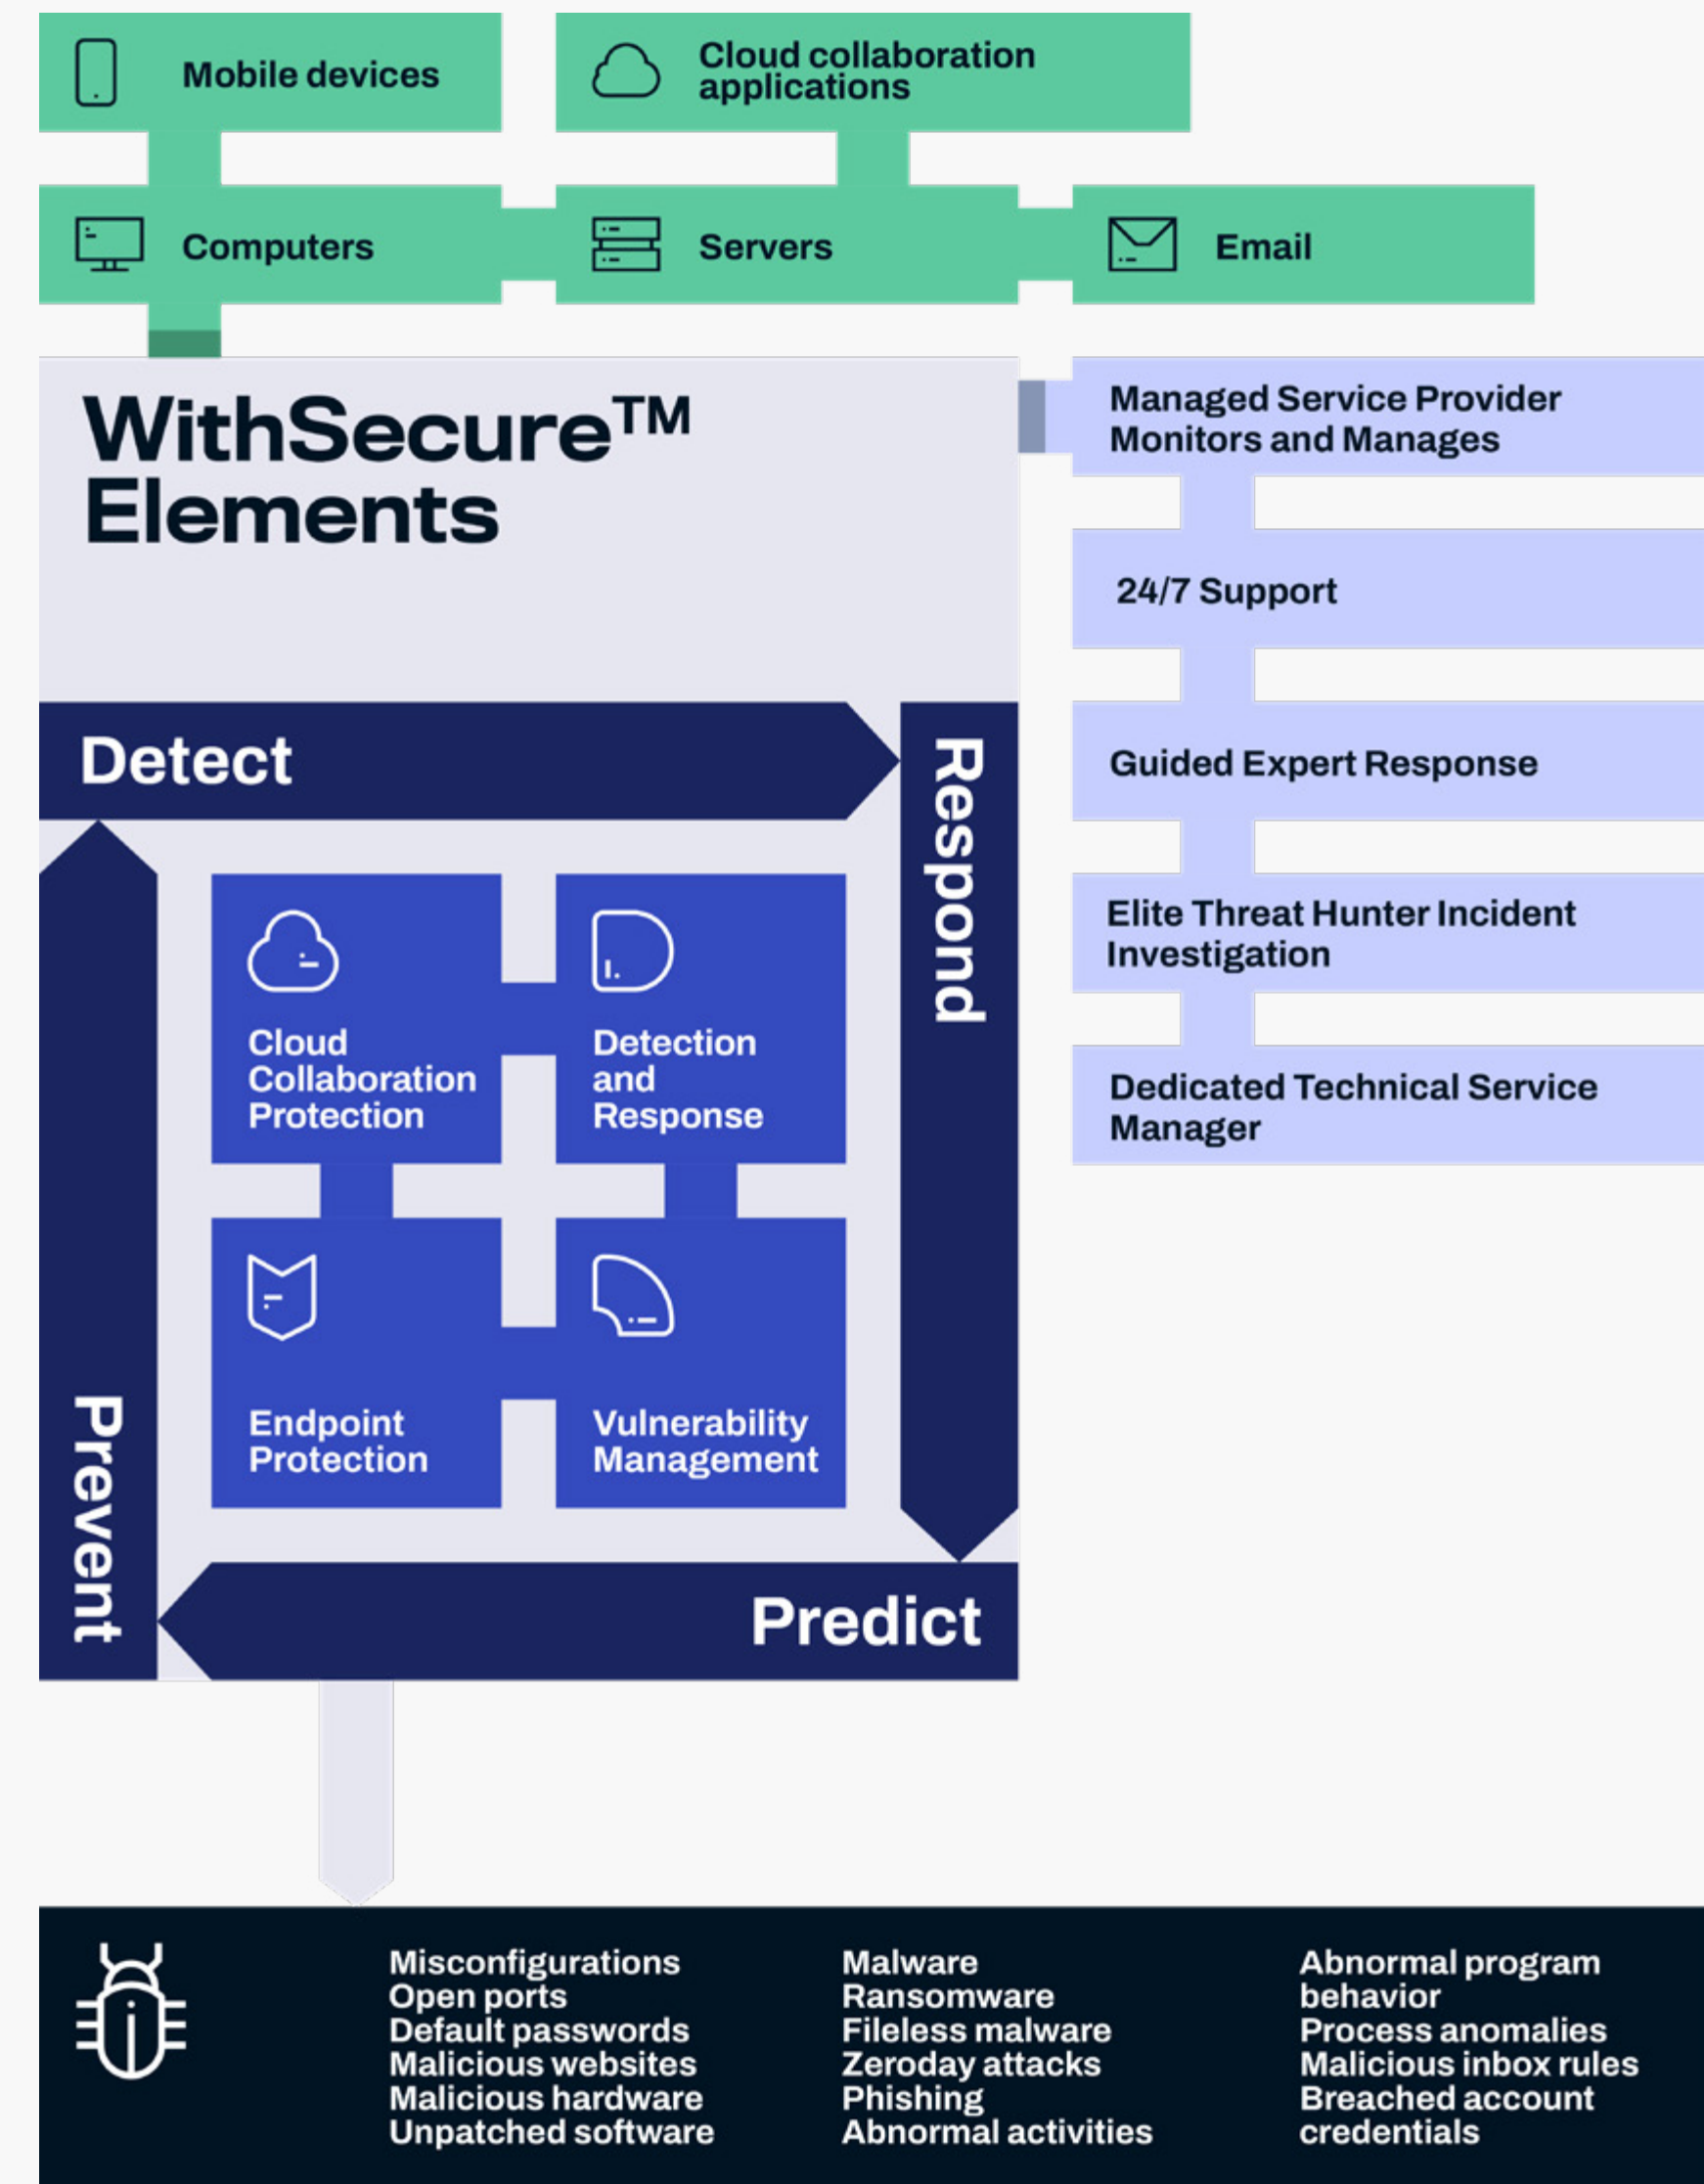 Mobile devices
Cloud collaboration
applications
Computers
Servers
Email
WithSecure™
Elements
Managed Service Provider
Monitors and Manages
24/7 Support
Guided Expert Response
Elite Threat Hunter Incident
Investigation
Dedicated Technical Service
Manager
Detect
Respond
Cloud
Collaboration
Protection
Detection
and
Response
Endpoint
Protection
Vulnerability
Management
Prevent
Predict
Misconfigurations
Open ports
Default passwords
Malicious websites
Malicious hardware
Unpatched software
Malware
Ransomware
Fileless malware
Zeroday attacks
Phishing
Abnormal activities
Abnormal program
behavior
Process anomalies
Malicious inbox rules
Breached account
credentials